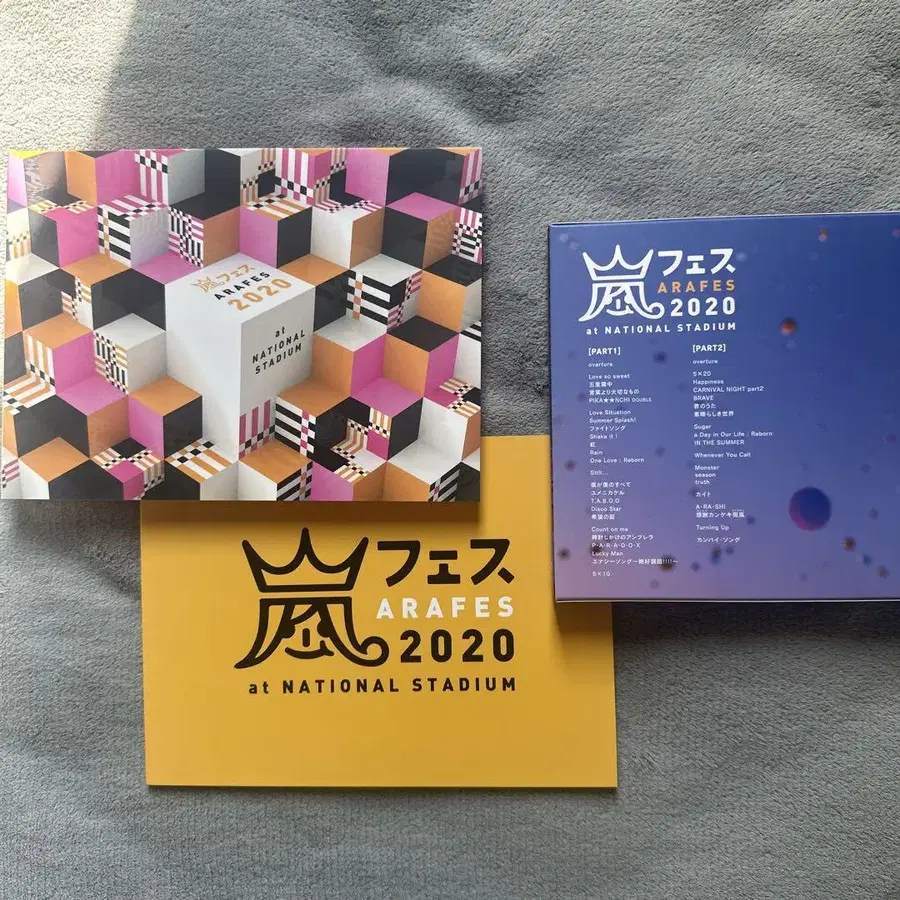 嵐フェス
ARAFES
2020
at
NATIONAL
STADIUM
嵐フェス
ARAFES
2020
at NATIONAL STADIUM
[PART1]
overture
Love so sweet
五里霧中
言葉より大切なもの
PIKA★★NCHI DOUBLE
Love Situation
Summer Splash!
ファイトソング
Shake it!
虹
Rain
One Love : Reborn
Still...
僕が僕のすべて
ユメニカケル
T.A.B.O.O
Disco Star
希望の詔
Count on me
時計じかけのアンブレラ
P・A・R・A・D・O・X
Lucky Man
エナジーソング〜絶好調超!!!!〜
5×10
[PART2]
overture
5×20
Happiness
CARNIVAL NIGHT part2
BRAVE
君のうた
素晴らしき世界
Sugar
a Day in Our Life : Reborn
IN THE SUMMER
Whenever You Call
Monster
season
truth
カイト
A・RA・SHI
感謝カンゲキ雨嵐
Turning Up
カンパイ・ソング
嵐フェス
ARAFES
2020
at NATIONAL STADIUM